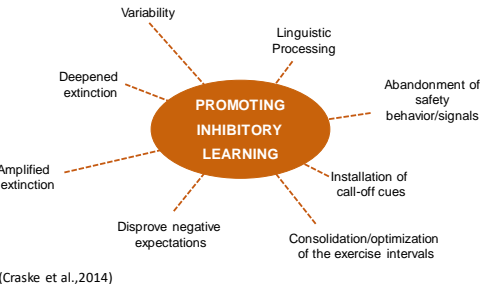 Variability
Linguistic
Processing
Deepened
extinction
Abandonment of
safety
behavior/signals
PROMOTING
INHIBITORY
LEARNING
Amplified
extinction
Installation of
call-off cues
Disprove negative
expectations
Consolidation/optimization
of the exercise intervals
(Craske et al.,2014)